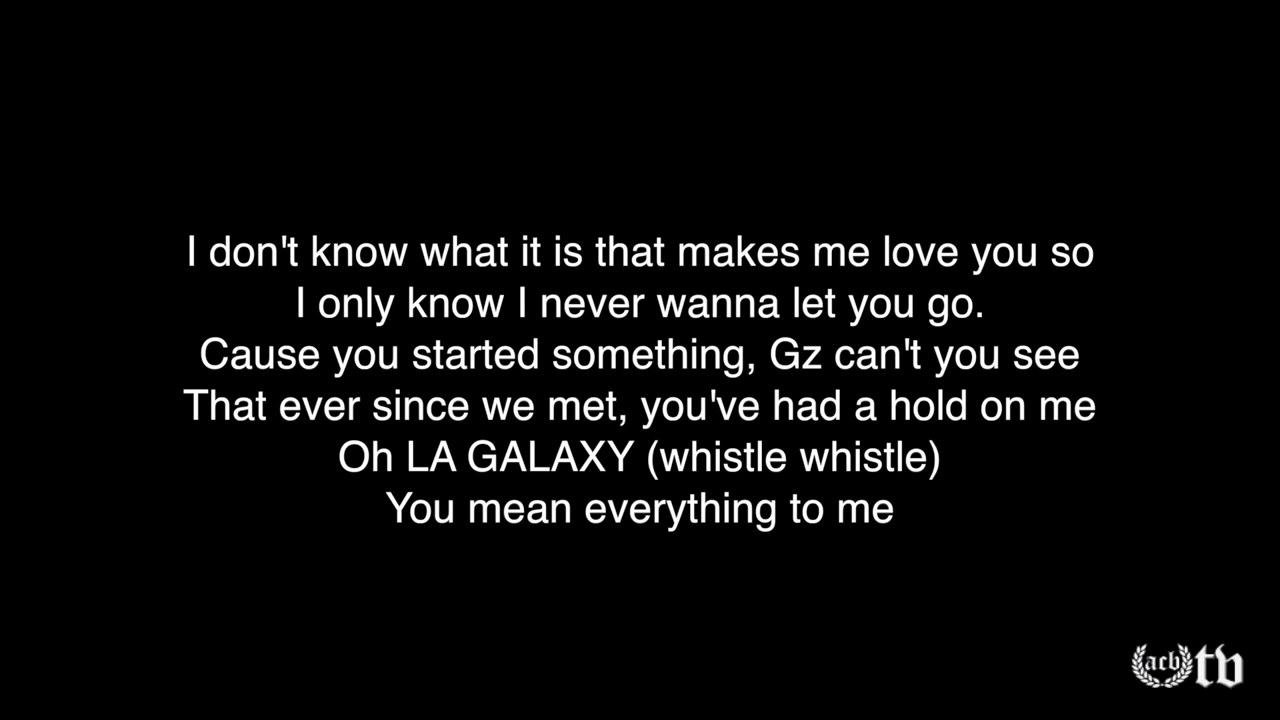 I don't know what it is that makes me love you so
I only know I never wanna let you go.
Cause you started something, Gz can't you see
That ever since we met, you've had a hold on me
Oh LA GALAXY (whistle whistle)
You mean everything to me
acb tv